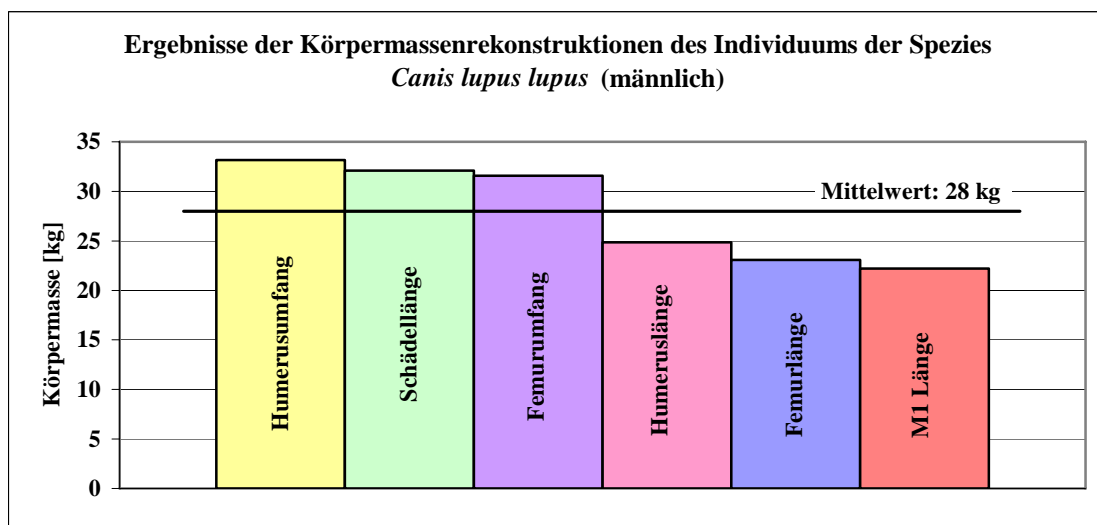 Ergebnisse der Körpermassenrekonstruktionen des Individuums der Spezies
Canis lupus lupus (männlich)
Körpermasse [kg]
35
30
25
20
15
10
5
0
Mittelwert: 28 kg
Humerusumfang
Schädellänge
Femurumfang
Humeruslänge
Femurlänge
M1 Länge